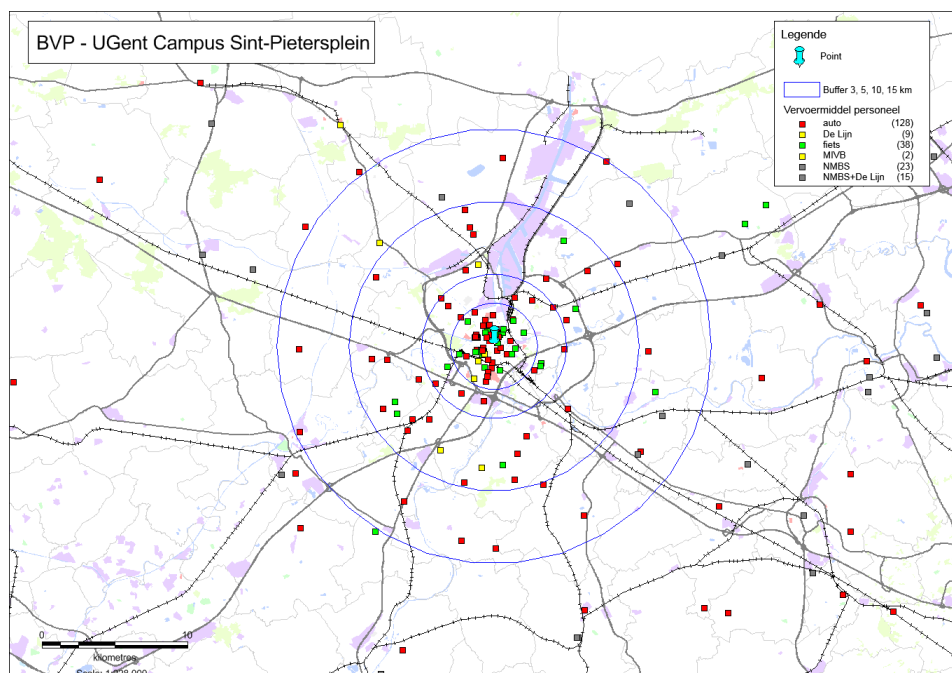 BVP - UGent Campus Sint-Pietersplein
Legende
Point
Buffer 3, 5, 10, 15 km
Vervoermiddel personeel
auto (128)
De Lijn (9)
fiets (38)
MIVB (2)
NMBS (23)
NMBS+De Lijn (15)
0 10
kilometres